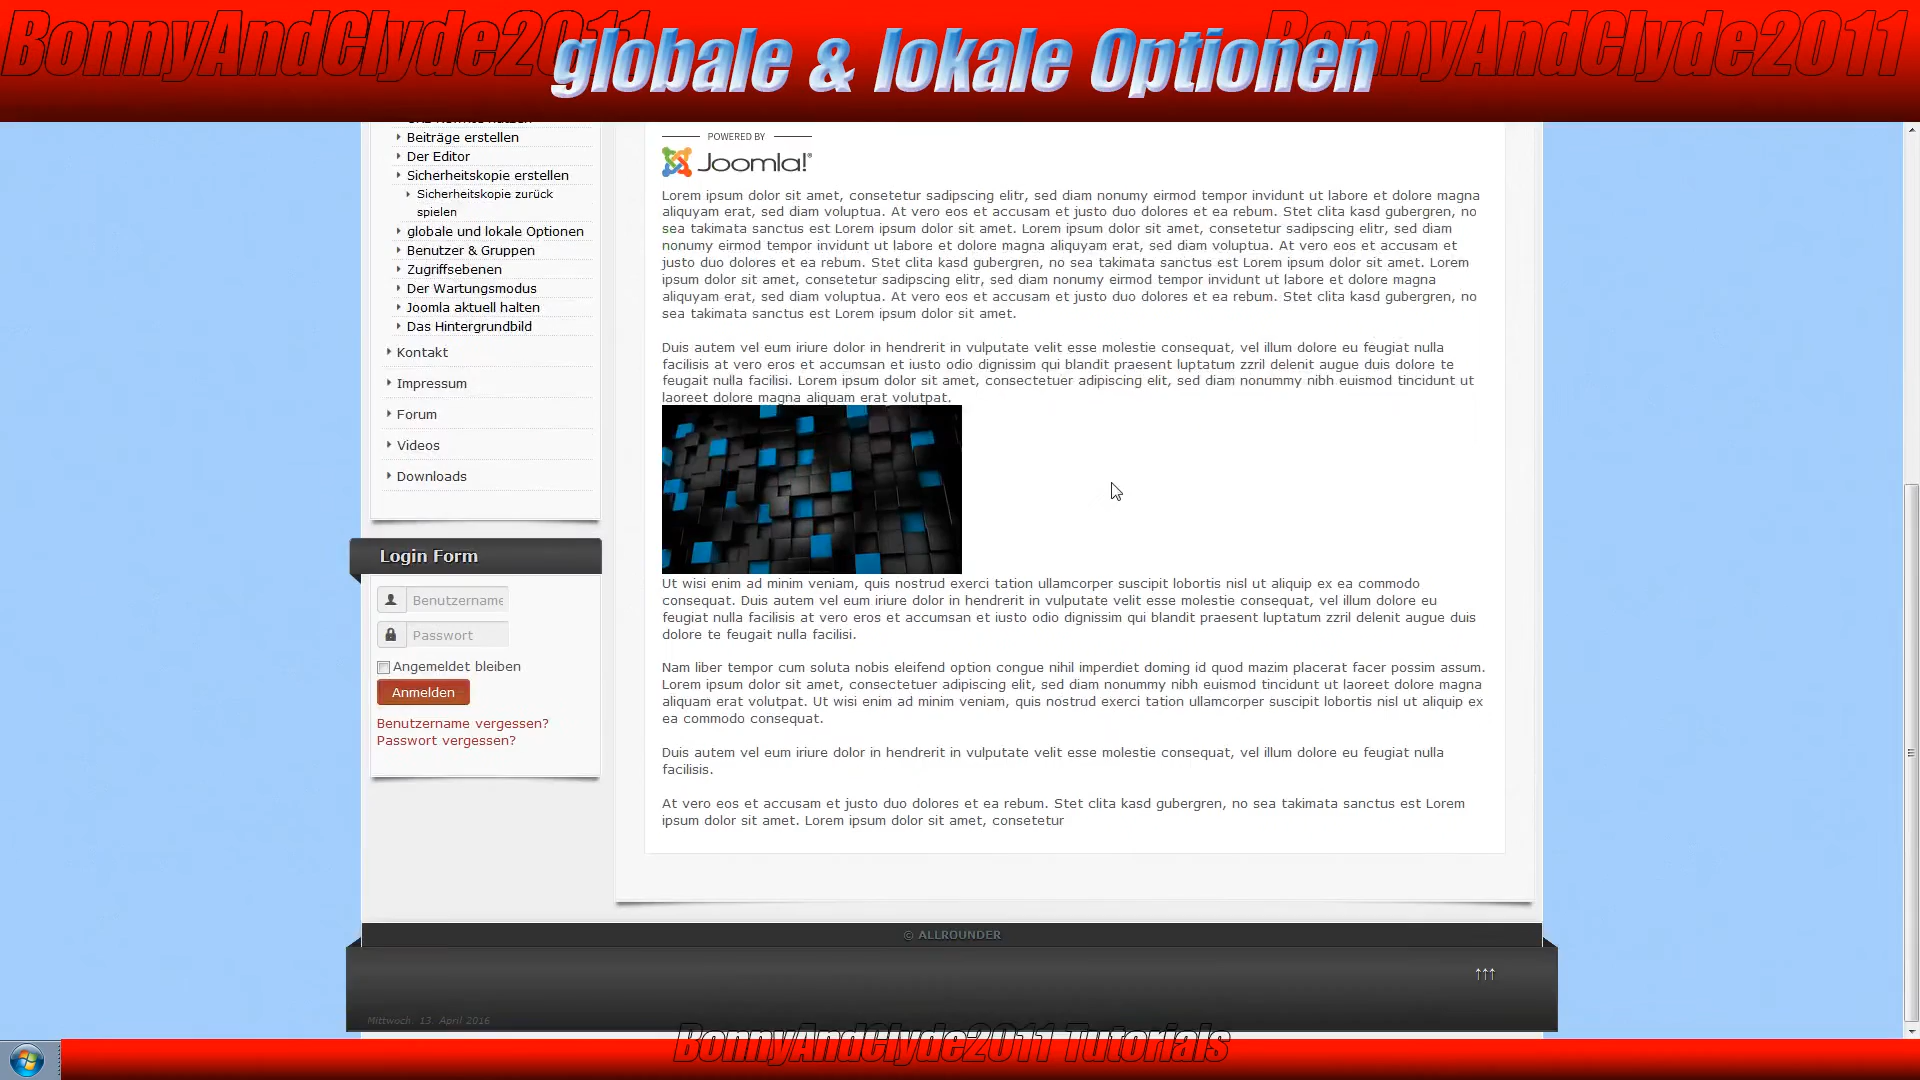 BonnyAndClyde2011
globale & lokale Optionen
BonnyAndClyde2011
Beiträge erstellen
Der Editor
Sicherheitskopie erstellen
Sicherheitskopie zurück
spielen
globale und lokale Optionen
Benutzer & Gruppen
Zugriffsebenen
Der Wartungsmodus
Joomla aktuell halten
Das Hintergrundbild
Kontakt
Impressum
Forum
Videos
Downloads
Login Form
Benutzername
Passwort
Angemeldet bleiben
Anmelden
Benutzername vergessen?
Passwort vergessen?
POWERED BY
Joomla!®
Lorem ipsum dolor sit amet, consetetur sadipscing elitr, sed diam nonumy eirmod tempor invidunt ut labore et dolore magna
aliquyam erat, sed diam voluptua. At vero eos et accusam et justo duo dolores et ea rebum. Stet clita kasd gubergren, no
sea takimata sanctus est Lorem ipsum dolor sit amet. Lorem ipsum dolor sit amet, consetetur sadipscing elitr, sed diam
nonumy eirmod tempor invidunt ut labore et dolore magna aliquyam erat, sed diam voluptua. At vero eos et accusam et
justo duo dolores et ea rebum. Stet clita kasd gubergren, no sea takimata sanctus est Lorem ipsum dolor sit amet. Lorem
ipsum dolor sit amet, consetetur sadipscing elitr, sed diam nonumy eirmod tempor invidunt ut labore et dolore magna
aliquyam erat, sed diam voluptua. At vero eos et accusam et justo duo dolores et ea rebum. Stet clita kasd gubergren, no
sea takimata sanctus est Lorem ipsum dolor sit amet.
Duis autem vel eum iriure dolor in hendrerit in vulputate velit esse molestie consequat, vel illum dolore eu feugiat nulla
facilisis at vero eros et accumsan et iusto odio dignissim qui blandit praesent luptatum zzril delenit augue duis dolore te
feugait nulla facilisi. Lorem ipsum dolor sit amet, consectetuer adipiscing elit, sed diam nonummy nibh euismod tincidunt ut
laoreet dolore magna aliquam erat volutpat.
Ut wisi enim ad minim veniam, quis nostrud exerci tation ullamcorper suscipit lobortis nisl ut aliquip ex ea commodo
consequat. Duis autem vel eum iriure dolor in hendrerit in vulputate velit esse molestie consequat, vel illum dolore eu
feugiat nulla facilisis at vero eros et accumsan et iusto odio dignissim qui blandit praesent luptatum zzril delenit augue duis
dolore te feugait nulla facilisi.
Nam liber tempor cum soluta nobis eleifend option congue nihil imperdiet doming id quod mazim placerat facer possim assum.
Lorem ipsum dolor sit amet, consectetuer adipiscing elit, sed diam nonummy nibh euismod tincidunt ut laoreet dolore magna
aliquam erat volutpat. Ut wisi enim ad minim veniam, quis nostrud exerci tation ullamcorper suscipit lobortis nisl ut aliquip ex
ea commodo consequat.
Duis autem vel eum iriure dolor in hendrerit in vulputate velit esse molestie consequat, vel illum dolore eu feugiat nulla
facilisis.
At vero eos et accusam et justo duo dolores et ea rebum. Stet clita kasd gubergren, no sea takimata sanctus est Lorem
ipsum dolor sit amet. Lorem ipsum dolor sit amet, consetetur
© ALLROUNDER
↑↑↑
Mittwoch, 13. April 2016
BonnyAndClyde2011 Tutorials